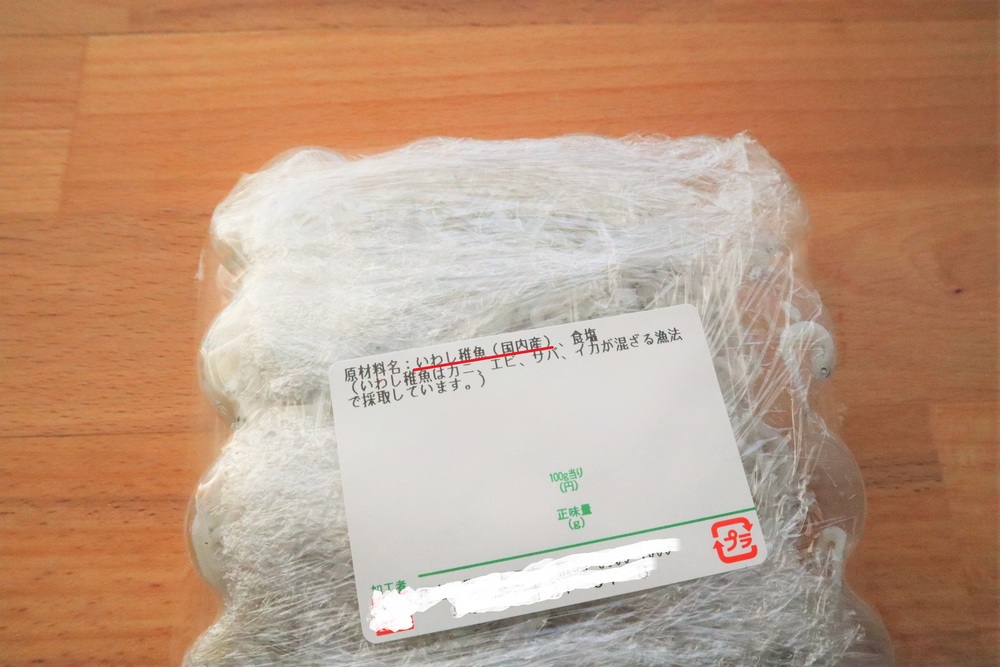 原材料名：いわし稚魚（国内産）、食塩
（いわし稚魚はカニ、エビ、サバ、イカが混ざる漁法
で採取しています。）
100g当り
(円)
正味量
(g)
プラ
加工者